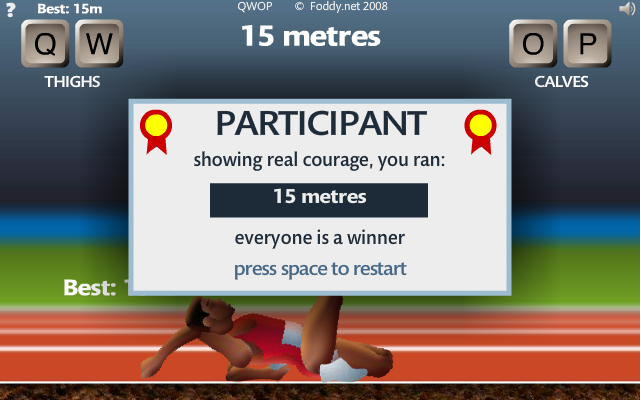 ? Best: 15m QWOP © Foddy.net 2008
Q W 15 metres O P
THIGHS CALVES
PARTICIPANT
showing real courage, you ran:
15 metres
everyone is a winner
press space to restart
Best: